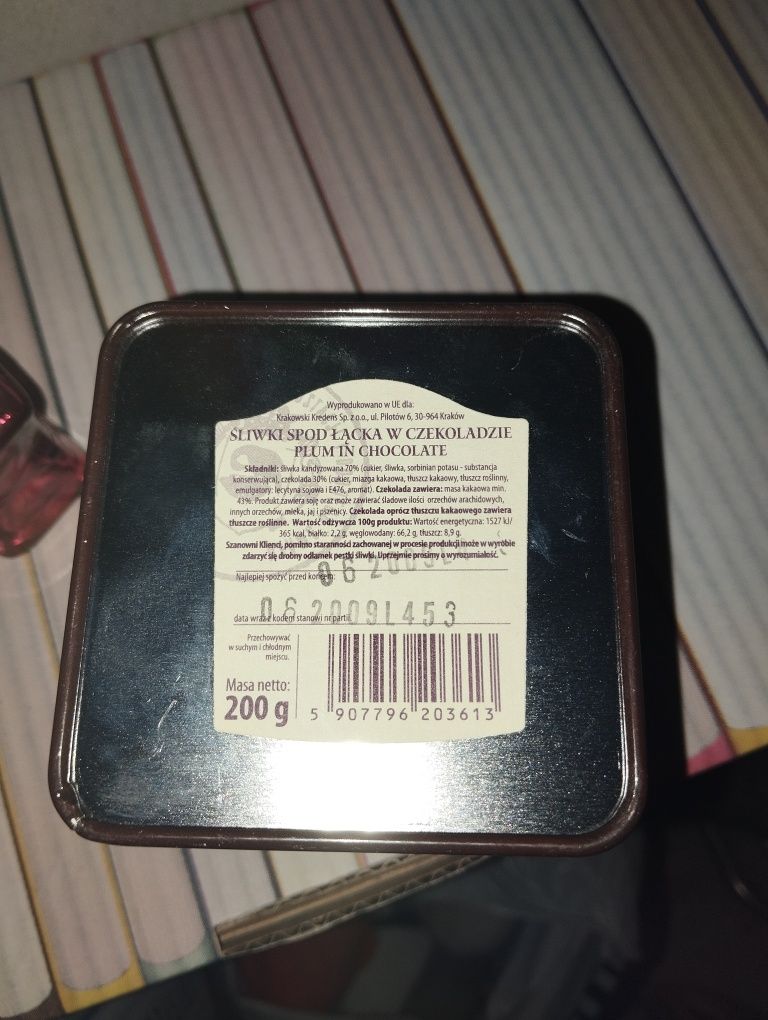 Wyprodukowano w UE dla:
Krakowski Kredens Sp. z o.o., ul. Pilotów 6, 30-964 Kraków
ŚLIWKI SPOD ŁĄCKA W CZEKOLADZIE
PLUM IN CHOCOLATE
Składniki: śliwka kandyzowana 70% (cukier, śliwka, sorbinian potasu - substancja
konserwująca), czekolada 30% (cukier, miazga kakaowa, tłuszcz kakaowy, tłuszcz roślinny,
emulgatory: lecytyna sojowa i E476, aromat). Czekolada zawiera: masa kakaowa min.
43%. Produkt zawiera soję oraz może zawierać śladowe ilości orzechów arachidowych,
innych orzechów, mleka, jaj i pszenicy. Czekolada oprócz tłuszczu kakaowego zawiera
tłuszcze roślinne. Wartość odżywcza 100g produktu: Wartość energetyczna: 1527 kJ/
365 kcal, białko: 2,2 g, węglowodany: 66,2 g, tłuszcz: 8,9 g.
Szanowni Klienci, pomimo staranności zachowanej w procesie produkcji może w wyrobie
zdarzyć się drobny odłamek pestki śliwki. Uprzejmie prosimy o wyrozumiałość.
Najlepiej spożyć przed końcem:
06 2009L453
data wraz z kodem stanowi nr partii
Przechowywać
w suchym i chłodnym
miejscu.
Masa netto:
200 g
5 907796 203613